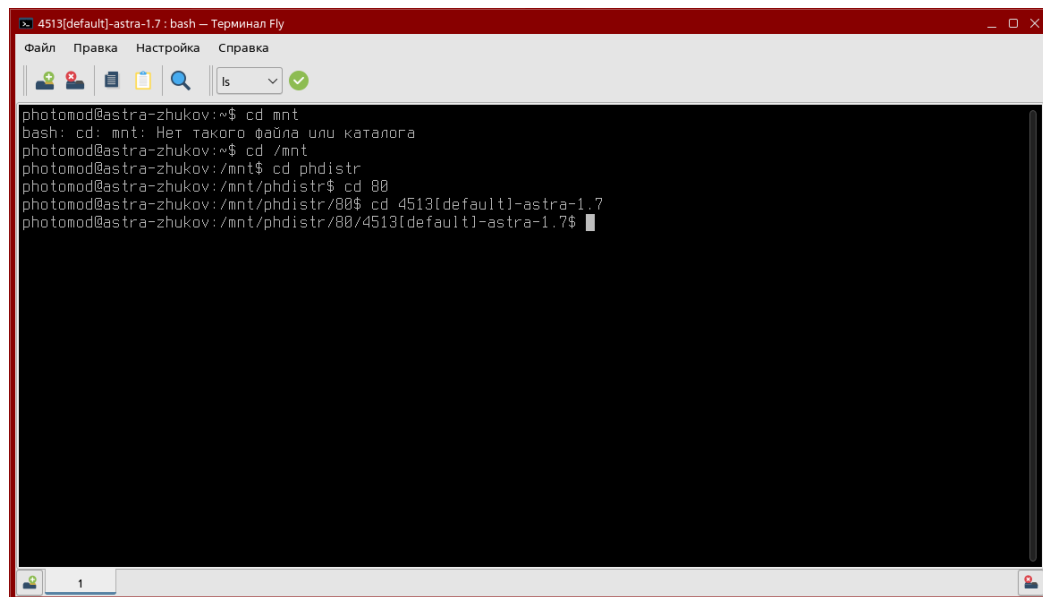 4513[default]-astra-1.7 : bash — Терминал Fly
Файл Правка Настройка Справка
ls
photomod@astra-zhukov:~$ cd mnt
bash: cd: mnt: Нет такого файла или каталога
photomod@astra-zhukov:~$ cd /mnt
photomod@astra-zhukov:/mnt$ cd phdistr
photomod@astra-zhukov:/mnt/phdistr$ cd 80
photomod@astra-zhukov:/mnt/phdistr/80$ cd 4513[default]-astra-1.7
photomod@astra-zhukov:/mnt/phdistr/80/4513[default]-astra-1.7$
1